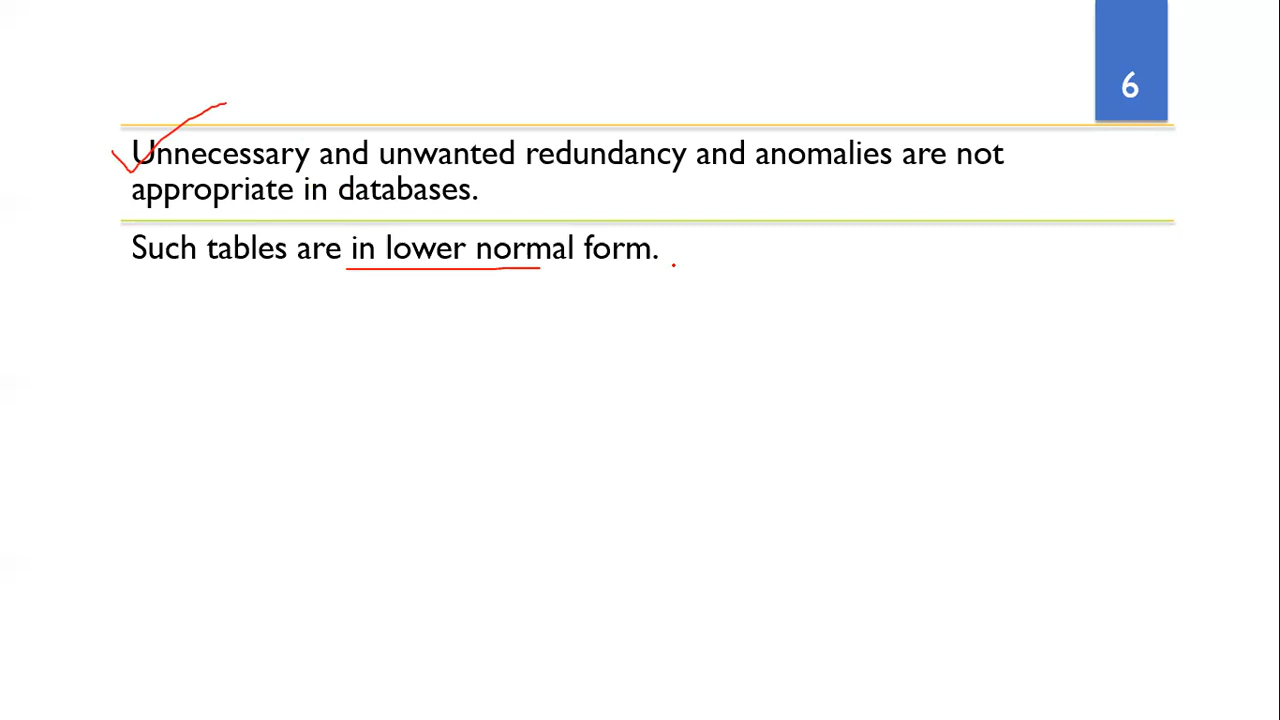 6
Unnecessary and unwanted redundancy and anomalies are not
appropriate in databases.
Such tables are in lower normal form.